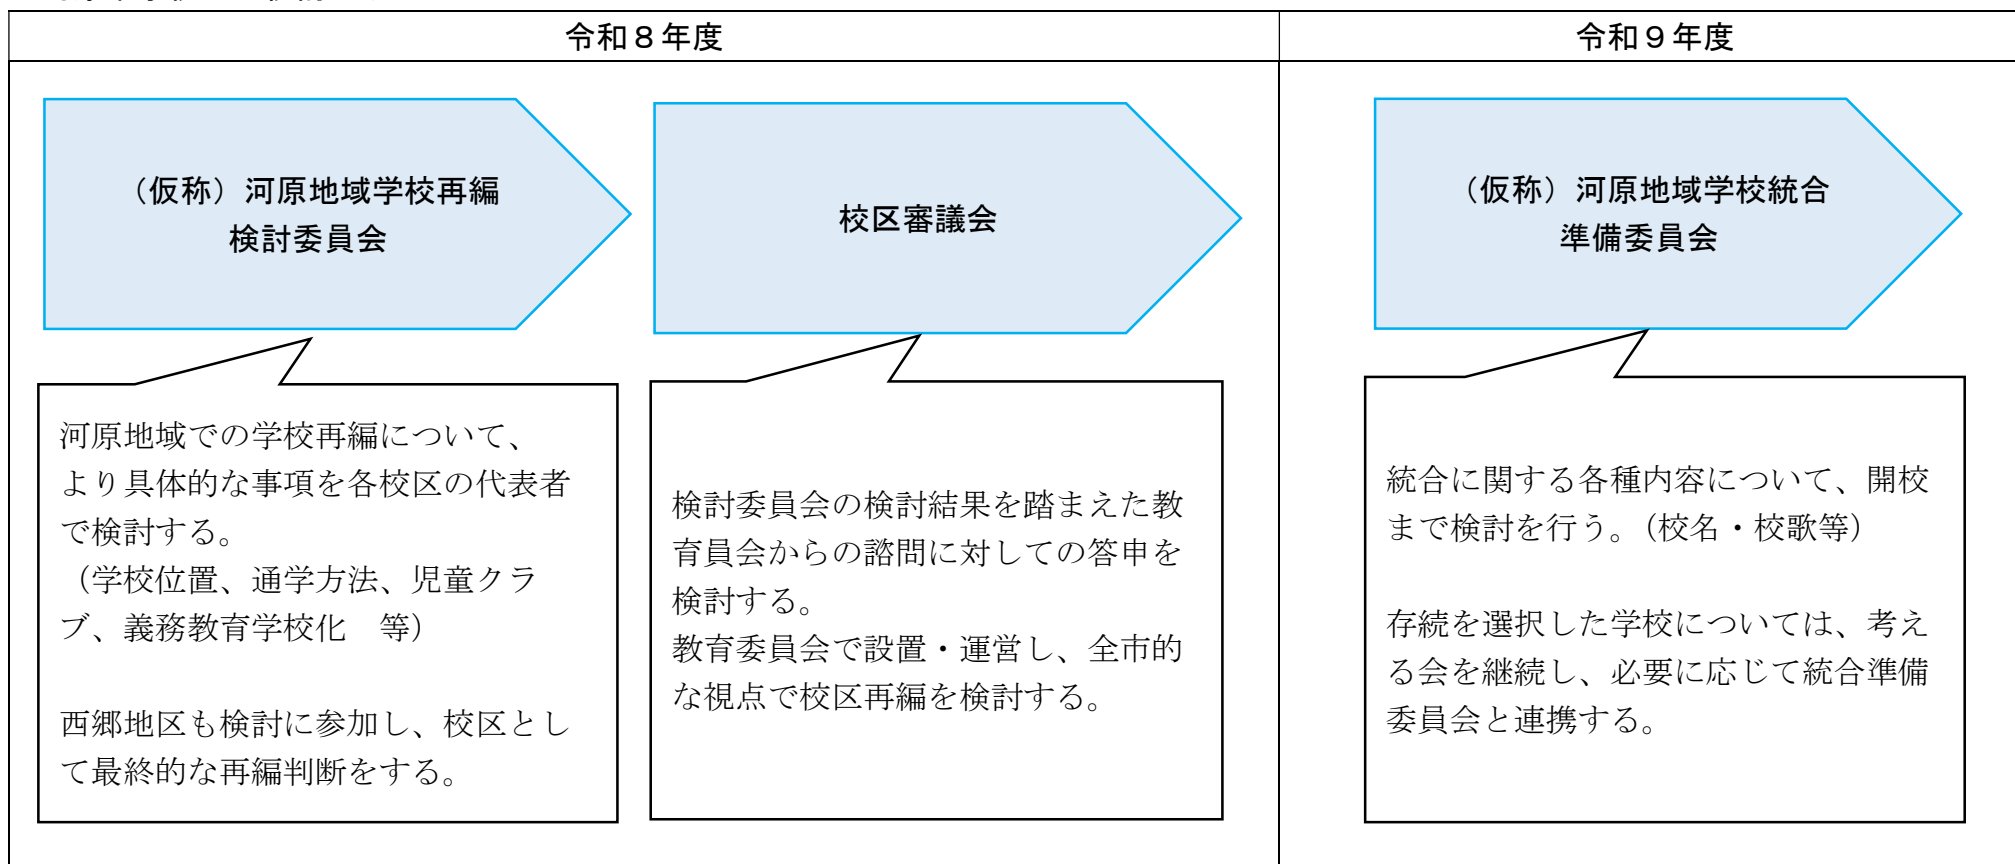 令和８年度
令和９年度
（仮称）河原地域学校再編
検討委員会
校区審議会
（仮称）河原地域学校統合
準備委員会
河原地域での学校再編について、
より具体的な事項を各校区の代表者
で検討する。
（学校位置、通学方法、児童クラ
ブ、義務教育学校化　等）
西郷地区も検討に参加し、校区とし
て最終的な再編判断をする。
検討委員会の検討結果を踏まえた教
育員会からの諮問に対しての答申を
検討する。
教育委員会で設置・運営し、全市的
な視点で校区再編を検討する。
統合に関する各種内容について、開校
まで検討を行う。（校名・校歌等）
存続を選択した学校については、考え
る会を継続し、必要に応じて統合準備
委員会と連携する。